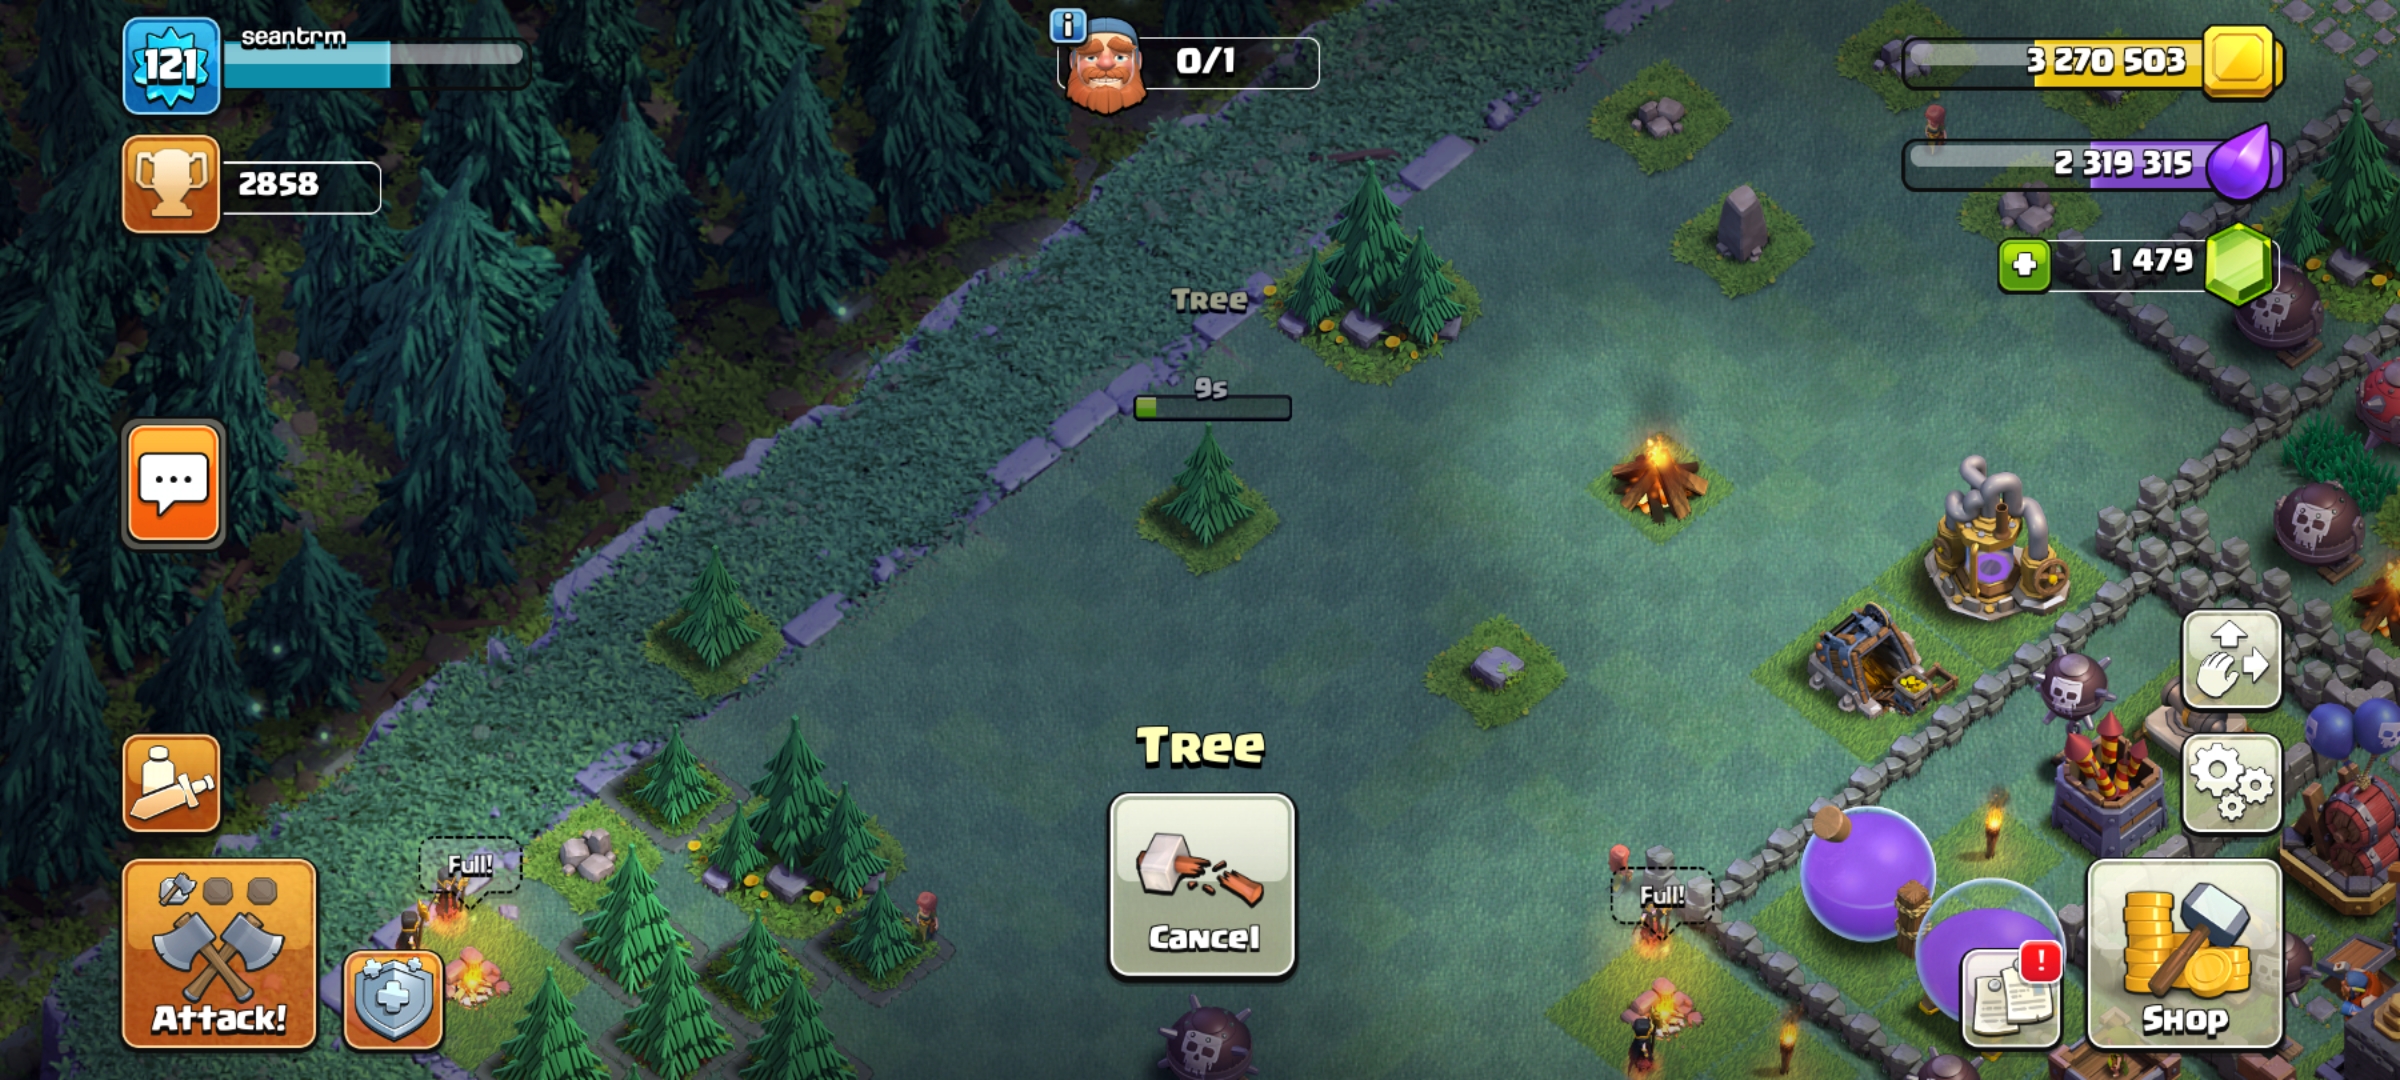 121
seantrm
0/1
3 270 503
2858
2 319 315
1 479
Tree
9s
Tree
Cancel
Full!
Full!
Attack!
!
Shop